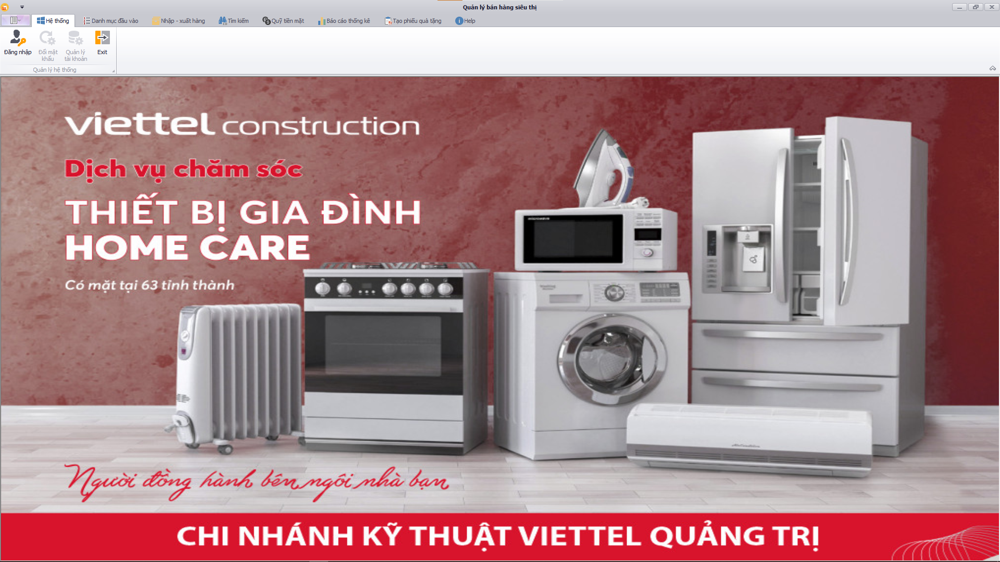 Quản lý bán hàng siêu thị
Hệ thống
Danh mục đầu vào
Nhập - xuất hàng
Tìm kiếm
Quỹ tiền mặt
Báo cáo thống kê
Tạo phiếu quà tặng
Help
Đăng nhập
Đổi mật khẩu
Quản lý tài khoản
Exit
Quản lý hệ thống
viettel construction
Dịch vụ chăm sóc
THIẾT BỊ GIA ĐÌNH
HOME CARE
Có mặt tại 63 tỉnh thành
MICROWAVE
Người đồng hành bên ngôi nhà bạn
CHI NHÁNH KỸ THUẬT VIETTEL QUẢNG TRỊ